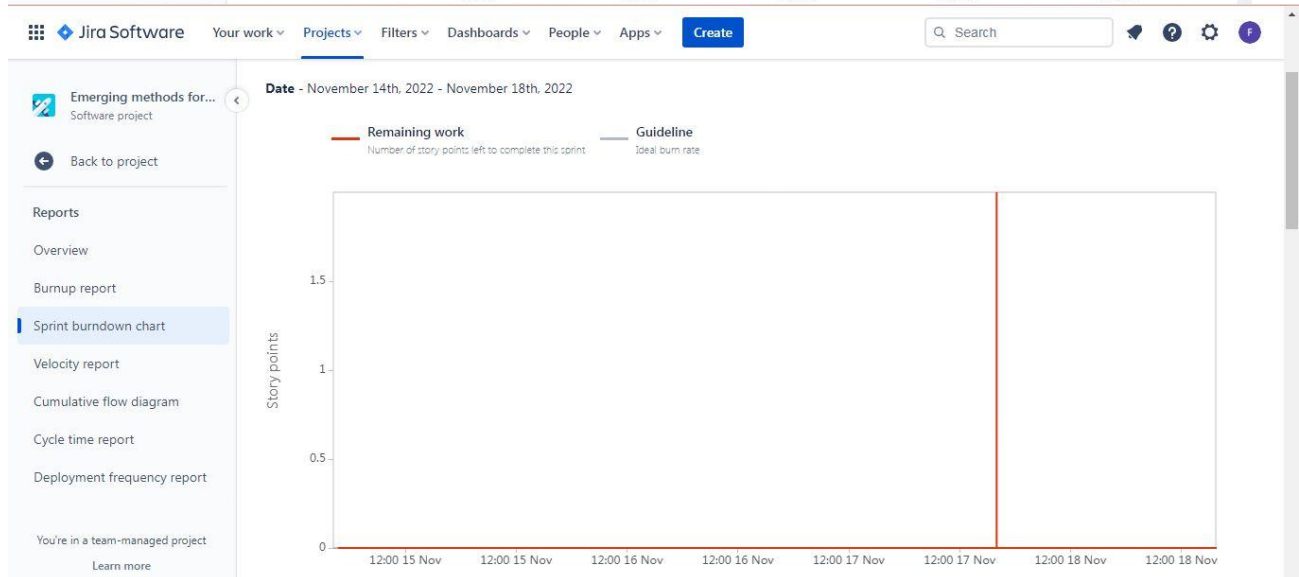 Jira Software Your work Projects Filters Dashboards People Apps Create Search F
Emerging methods for...
Software project
Back to project
Reports
Overview
Burnup report
Sprint burndown chart
Velocity report
Cumulative flow diagram
Cycle time report
Deployment frequency report
You're in a team-managed project
Learn more
Date - November 14th, 2022 - November 18th, 2022
Remaining work
Number of story points left to complete this sprint
Guideline
Ideal burn rate
Story points
1.5
1
0.5
0
12:00 15 Nov 12:00 15 Nov 12:00 16 Nov 12:00 16 Nov 12:00 17 Nov 12:00 17 Nov 12:00 18 Nov 12:00 18 Nov